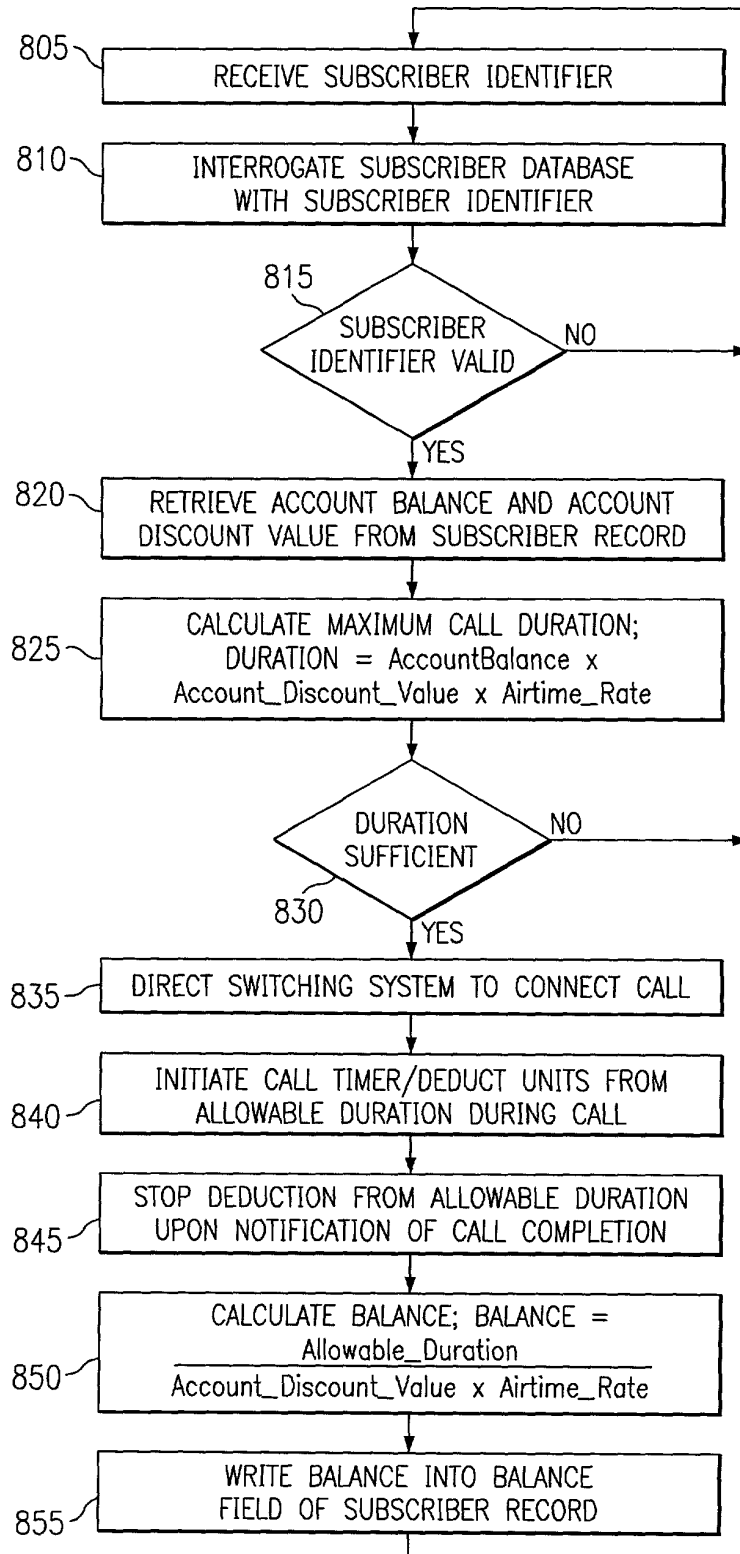 805
RECEIVE SUBSCRIBER IDENTIFIER
810
INTERROGATE SUBSCRIBER DATABASE
WITH SUBSCRIBER IDENTIFIER
815
SUBSCRIBER
IDENTIFIER VALID
NO
YES
820
RETRIEVE ACCOUNT BALANCE AND ACCOUNT
DISCOUNT VALUE FROM SUBSCRIBER RECORD
825
CALCULATE MAXIMUM CALL DURATION;
DURATION = AccountBalance x
Account_Discount_Value x Airtime_Rate
DURATION
SUFFICIENT
NO
830
YES
835
DIRECT SWITCHING SYSTEM TO CONNECT CALL
840
INITIATE CALL TIMER/DEDUCT UNITS FROM
ALLOWABLE DURATION DURING CALL
845
STOP DEDUCTION FROM ALLOWABLE DURATION
UPON NOTIFICATION OF CALL COMPLETION
850
CALCULATE BALANCE; BALANCE =
Allowable_Duration
Account_Discount_Value x Airtime_Rate
855
WRITE BALANCE INTO BALANCE
FIELD OF SUBSCRIBER RECORD